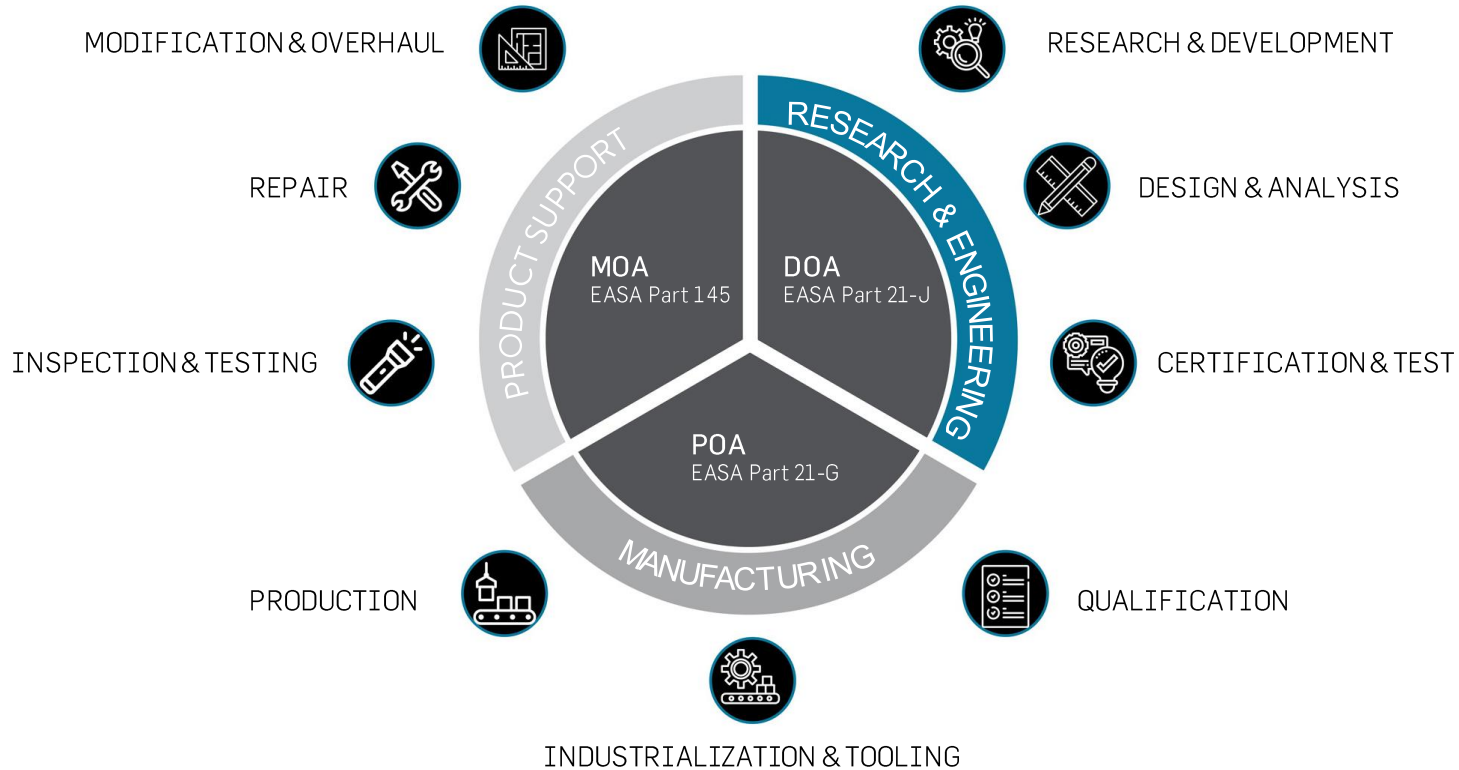 MODIFICATION & OVERHAUL
RESEARCH & DEVELOPMENT
REPAIR
DESIGN & ANALYSIS
INSPECTION & TESTING
CERTIFICATION & TEST
PRODUCT SUPPORT
RESEARCH & ENGINEERING
MOA
EASA Part 145
DOA
EASA Part 21-J
POA
EASA Part 21-G
MANUFACTURING
PRODUCTION
QUALIFICATION
INDUSTRIALIZATION & TOOLING